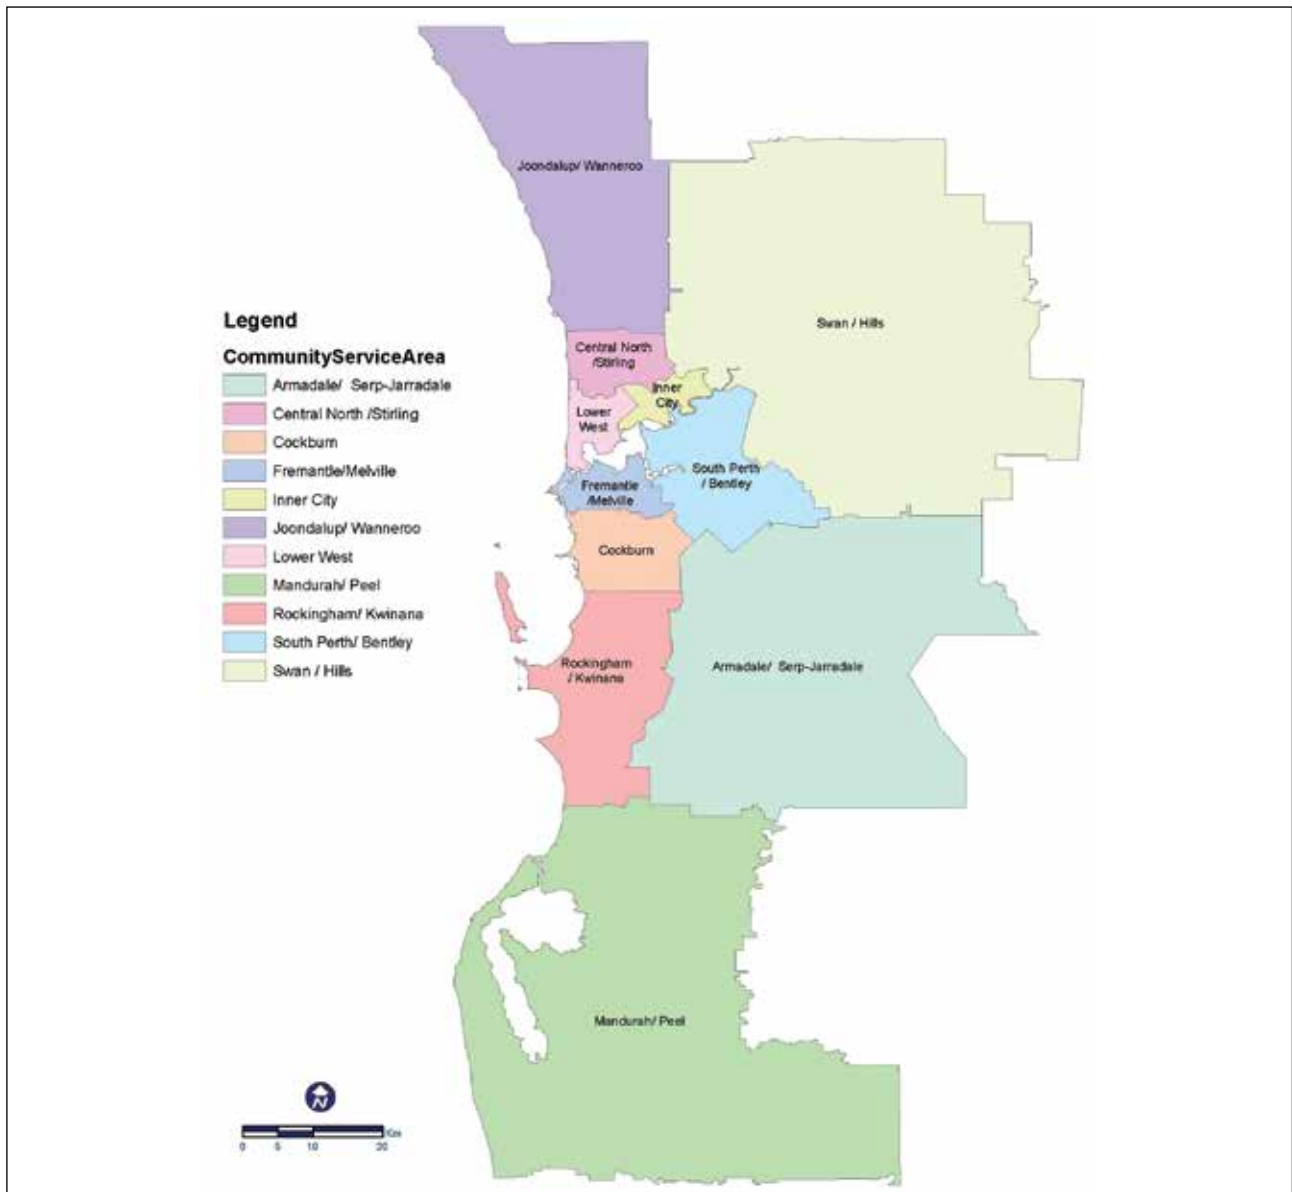 Legend
CommunityServiceArea
Armadale/ Serp-Jarradale
Central North /Stirling
Cockburn
Fremantle/Melville
Inner City
Joondalup/ Wanneroo
Lower West
Mandurah/ Peel
Rockingham/ Kwinana
South Perth/ Bentley
Swan / Hills
Joondalup/ Wanneroo
Swan / Hills
Central North
/Stirling
Inner
City
Lower
West
South Perth
/ Bentley
Fremantle
/Melville
Cockburn
Rockingham
/ Kwinana
Armadale/ Serp-Jarradale
Mandurah/ Peel
N
Km
0 5 10 20